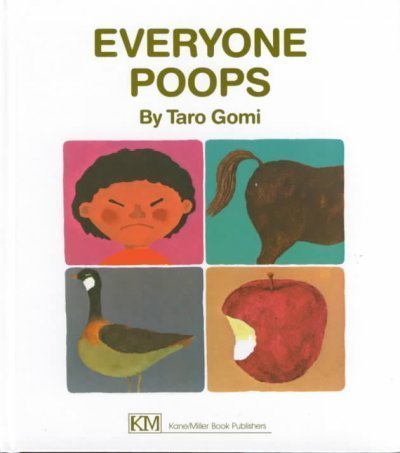 EVERYONE
POOPS
By Taro Gomi
KM
Kane/Miller Book Publishers